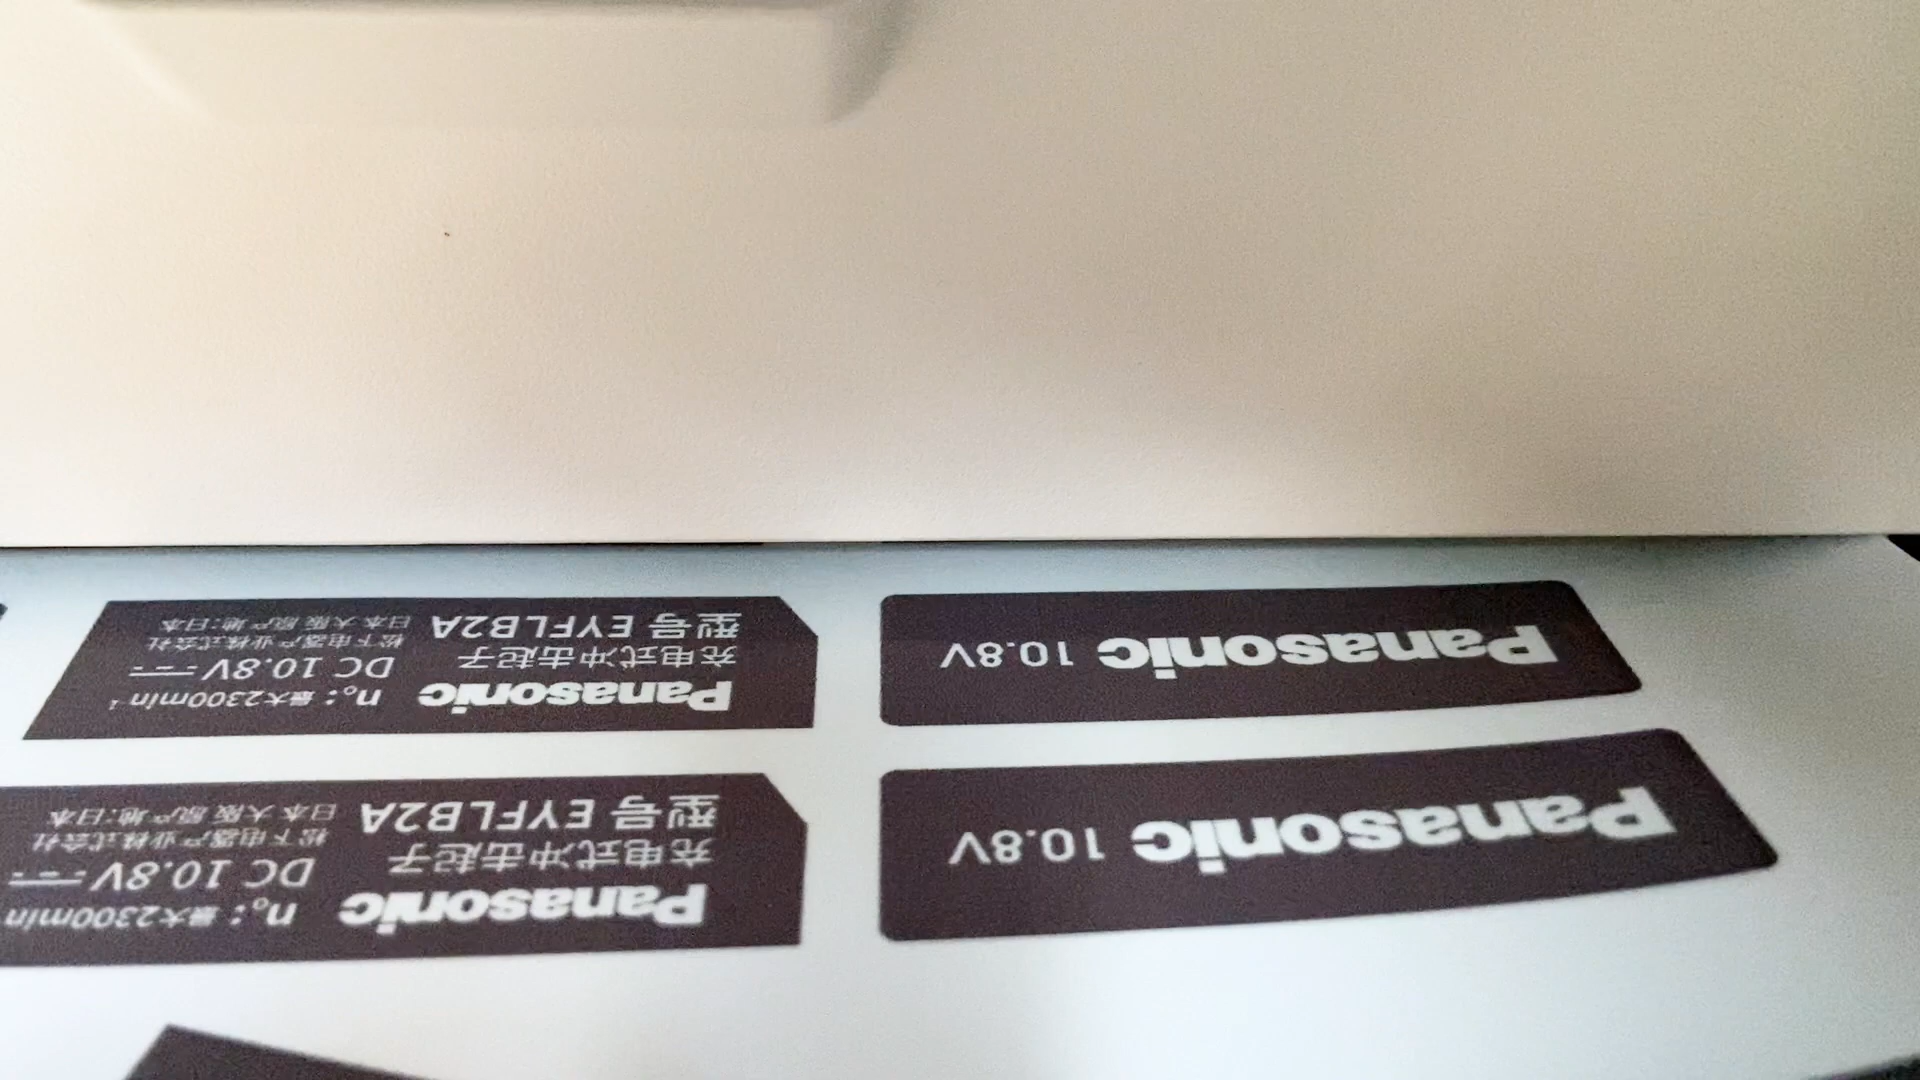 Panasonic 10.8V
Panasonic
充电式冲击起子
型号 EYFLB2A
n₀:最大2300min
DC 10.8V ⎓
松下电器产业株式会社
日本大阪 原产地:日本
Panasonic 10.8V
Panasonic
充电式冲击起子
型号 EYFLB2A
n₀:最大2300min⁻¹
DC 10.8V ⎓
松下电器产业株式会社
日本大阪 原产地:日本